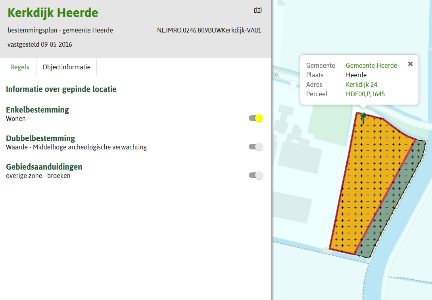 Kerkdijk Heerde
bestemmingsplan - gemeente Heerde
NL.IMRO.0246.809BUWKerkdijk-VA01
vastgesteld 09-05-2016
Regels
Objectinformatie
Informatie over gepinde locatie
Enkelbestemming
Wonen
Dubbelbestemming
Waarde - Middelhoge archeologische verwachting
Gebiedsaanduidingen
overige zone - broeken
Gemeente Gemeente Heerde
Plaats Heerde
Adres Kerkdijk 24
Perceel HDF00,P,1645